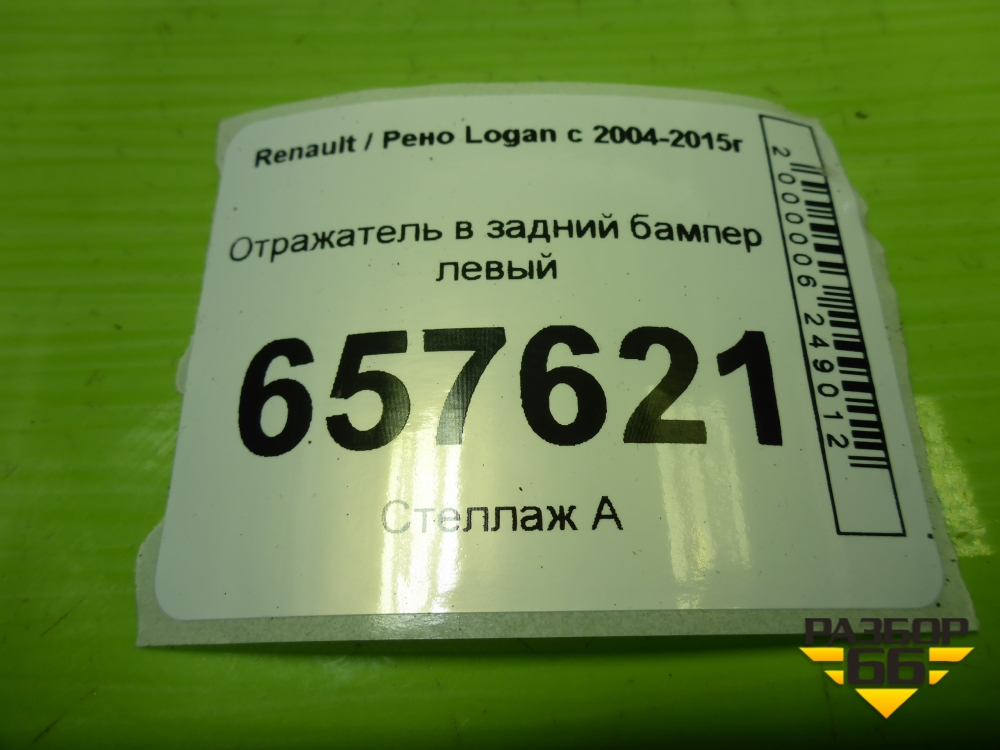 Renault / Рено Logan с 2004-2015г
Отражатель в задний бампер
левый
657621
Стеллаж А
2000006249012
РАЗБОР
66